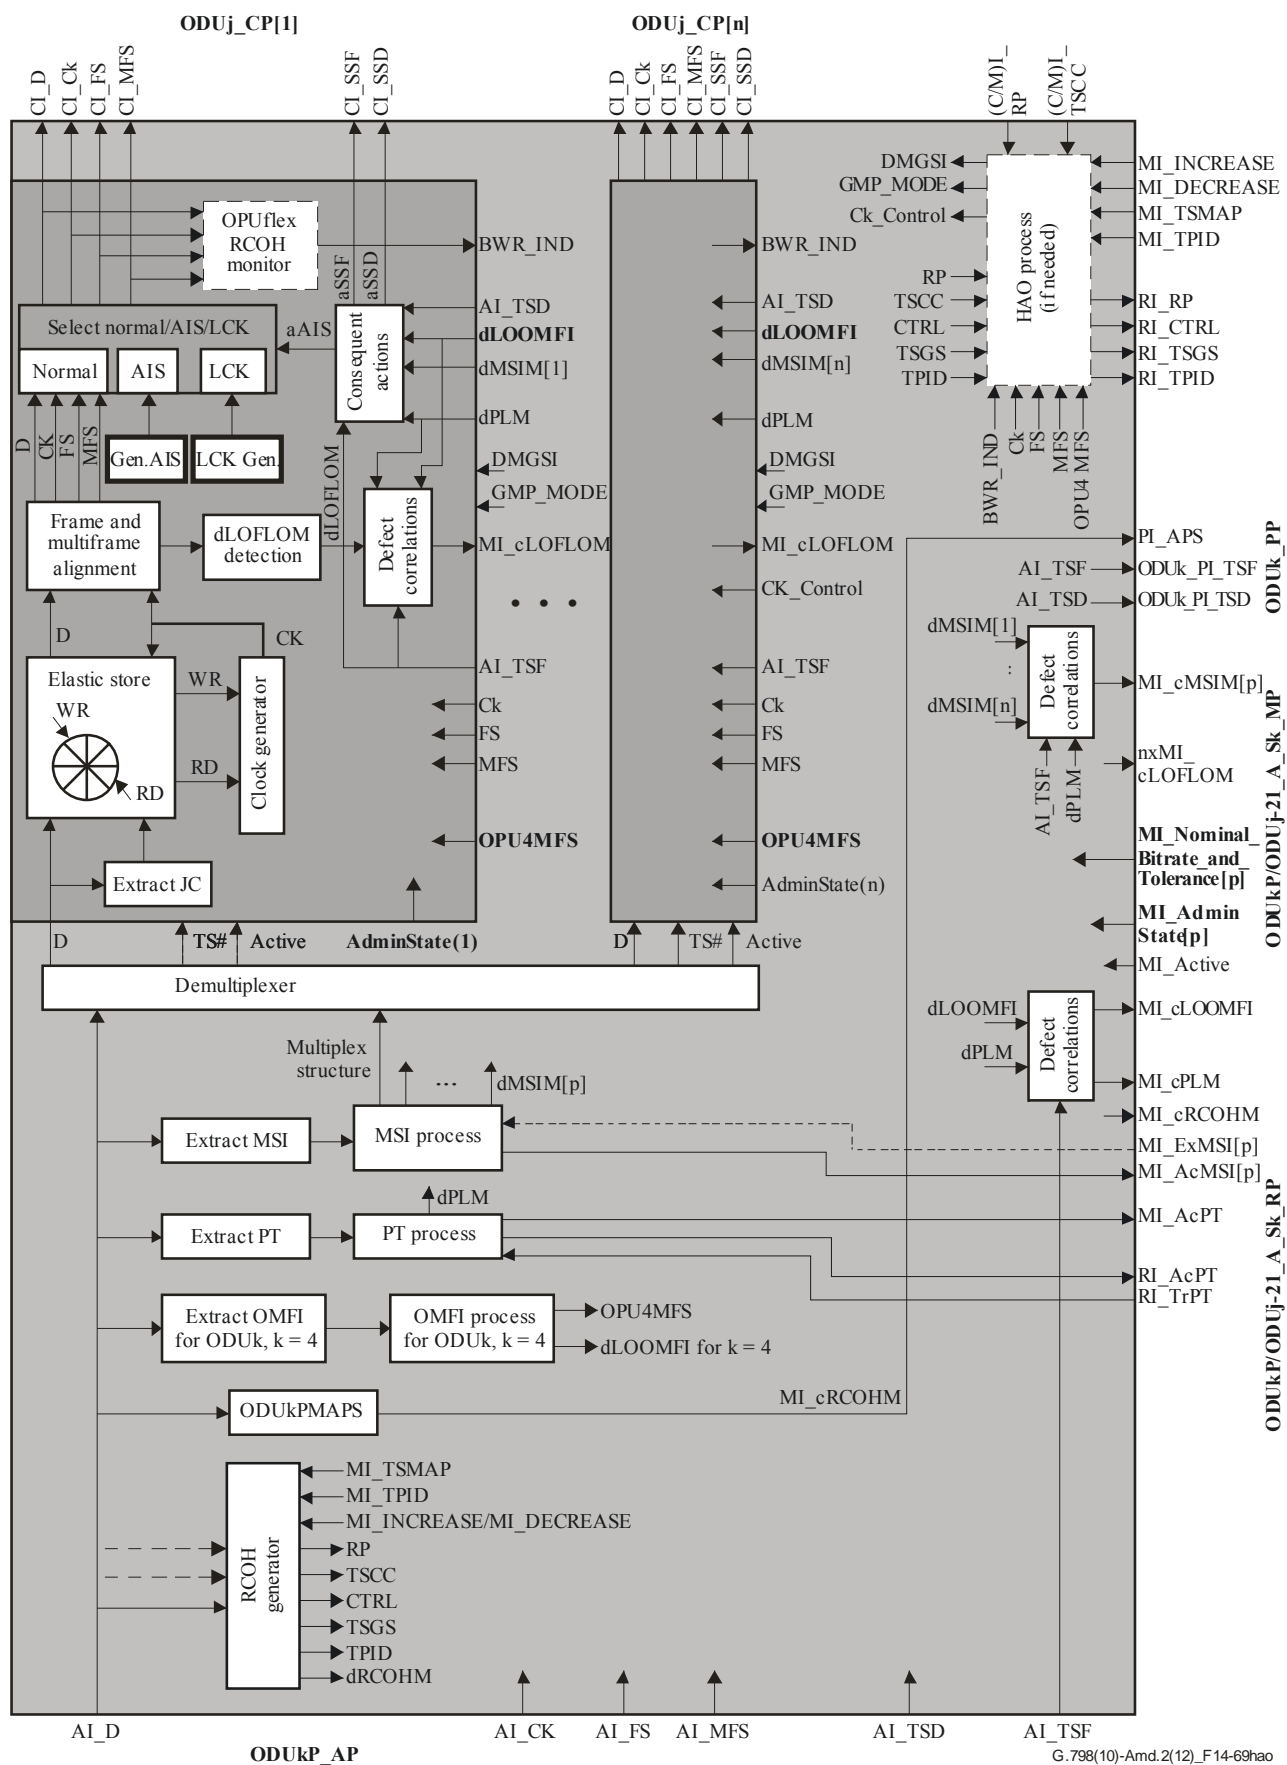 ODUj_CP[1]
ODUj_CP[n]
CI_D
CI_Ck
CI_FS
CI_MFS
CI_SSF
CI_SSD
CI_D
CI_Ck
CI_FS
CI_MFS
CI_SSF
CI_SSD
(C/M)I_
RP
(C/M)I_
TSCC
OPUflex
RCOH
monitor
BWR_IND
aSSF
aSSD
AI_TSD
dLOOMFI
dMSIM[1]
dPLM
Select normal/AIS/LCK
aAIS
Normal
AIS
LCK
Consequent
actions
D
CK
FS
MFS
Gen.AIS
LCK Gen.
dLOFLOM
DMGSI
GMP_MODE
Frame and
multiframe
alignment
dLOFLOM
detection
Defect
correlations
MI_cLOFLOM
D
CK
AI_TSF
Elastic store
WR
RD
WR
RD
Clock generator
Ck
FS
MFS
OPU4MFS
Extract JC
• • •
BWR_IND
AI_TSD
dLOOMFI
dMSIM[n]
dPLM
DMGSI
GMP_MODE
MI_cLOFLOM
CK_Control
AI_TSF
Ck
FS
MFS
OPU4MFS
AdminState(n)
DMGSI
GMP_MODE
Ck_Control
RP
TSCC
CTRL
TSGS
TPID
HAO process
(if needed)
MI_INCREASE
MI_DECREASE
MI_TSMAP
MI_TPID
RI_RP
RI_CTRL
RI_TSGS
RI_TPID
BWR_IND
Ck
FS
MFS
OPU4 MFS
PI_APS
AI_TSF
ODUk_PI_TSF
AI_TSD
ODUk_PI_TSD
ODUk_PP
dMSIM[1]
:
dMSIM[n]
Defect
correlations
MI_cMSIM[p]
AI_TSF
dPLM
nxMI_
cLOFLOM
MI_Nominal_
Bitrate_and_
Tolerance[p]
MI_Admin
State[p]
MI_Active
ODUkP/ODUj-21_A_Sk_MP
D
TS#
Active
AdminState(1)
D
TS#
Active
Demultiplexer
dLOOMFI
dPLM
Defect
correlations
MI_cLOOMFI
MI_cPLM
MI_cRCOHM
MI_ExMSI[p]
MI_AcMSI[p]
Multiplex
structure
...
dMSIM[p]
Extract MSI
MSI process
dPLM
Extract PT
PT process
MI_AcPT
RI_AcPT
RI_TrPT
ODUkP/ODUj-21_A_Sk_RP
Extract OMFI
for ODUk, k = 4
OMFI process
for ODUk, k = 4
OPU4MFS
dLOOMFI for k = 4
ODUkPMAPS
MI_cRCOHM
RCOH
generator
MI_TSMAP
MI_TPID
MI_INCREASE/MI_DECREASE
RP
TSCC
CTRL
TSGS
TPID
dRCOHM
AI_D
AI_CK
AI_FS
AI_MFS
AI_TSD
AI_TSF
ODUkP_AP
G.798(10)-Amd.2(12)_F14-69hao